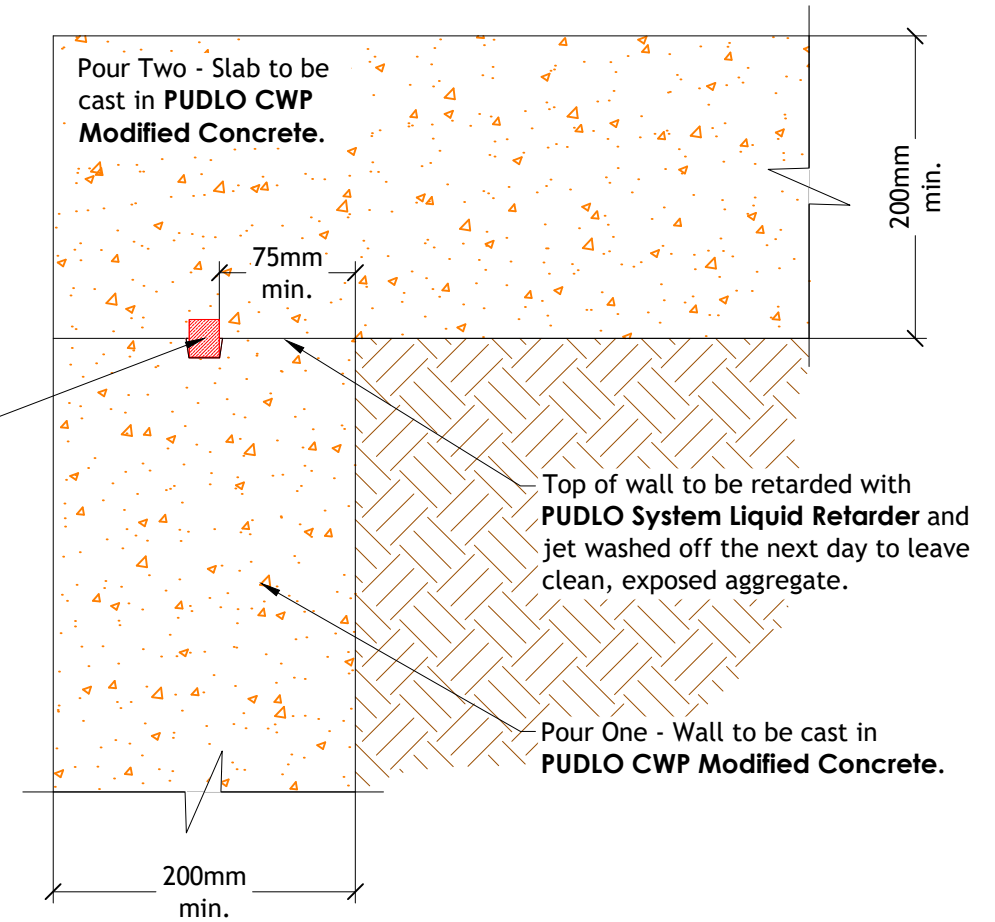 Pour Two - Slab to be
cast in PUDLO CWP
Modified Concrete.
200mm
min.
75mm
min.
Top of wall to be retarded with
PUDLO System Liquid Retarder and
jet washed off the next day to leave
clean, exposed aggregate.
Pour One - Wall to be cast in
PUDLO CWP Modified Concrete.
200mm
min.